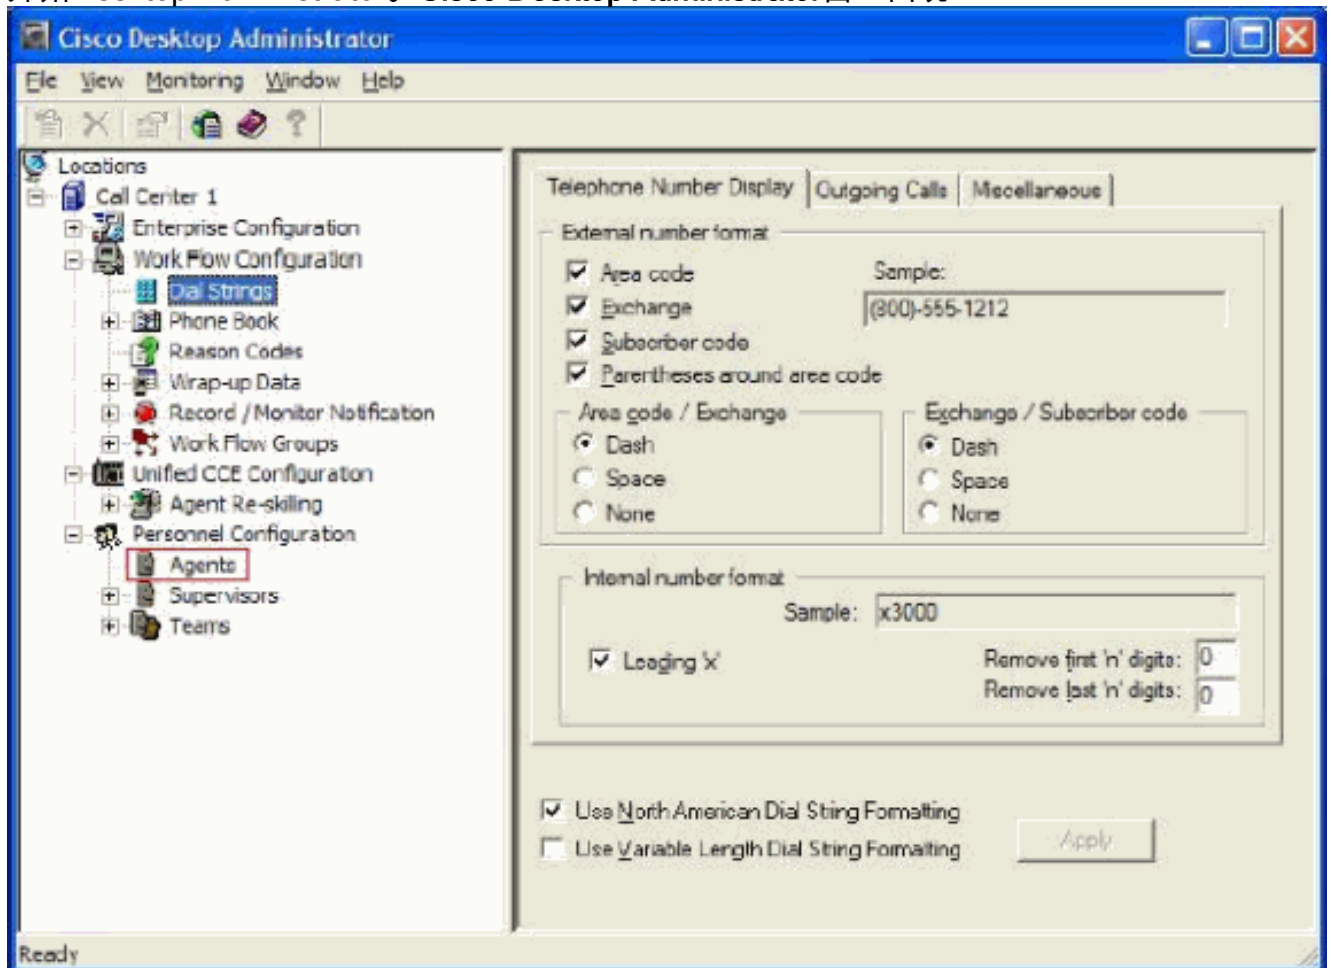 Cisco Desktop Administrator
File View Monitoring Window Help
Locations
Call Center 1
Enterprise Configuration
Work Flow Configuration
Dial Strings
Phone Book
Reason Codes
Wrap-up Data
Record / Monitor Notification
Work Flow Groups
Unified CCE Configuration
Agent Re-skilling
Personnel Configuration
Agents
Supervisors
Teams
Telephone Number Display Outgoing Calls Miscellaneous
External number format
Area code Sample:
Exchange (800)-555-1212
Subscriber code
Parentheses around area code
Area code / Exchange Exchange / Subscriber code
Dash Dash
Space Space
None None
Internal number format
Sample: x3000
Leading 'x' Remove first 'n' digits: 0
Remove last 'n' digits: 0
Use North American Dial String Formatting
Use Variable Length Dial String Formatting Apply
Ready